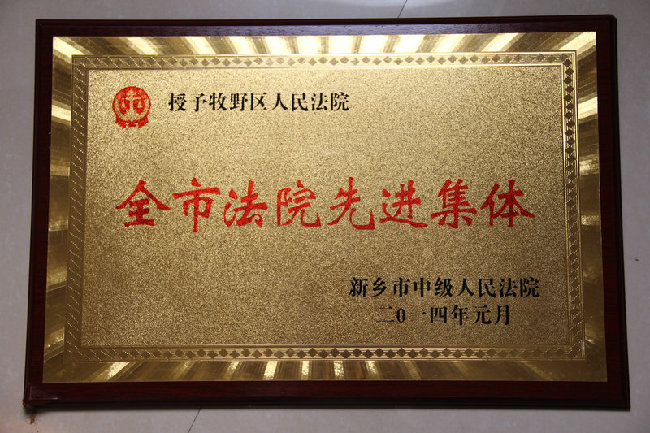 授予牧野区人民法院
全市法院先进集体
新乡市中级人民法院
二0一四年元月